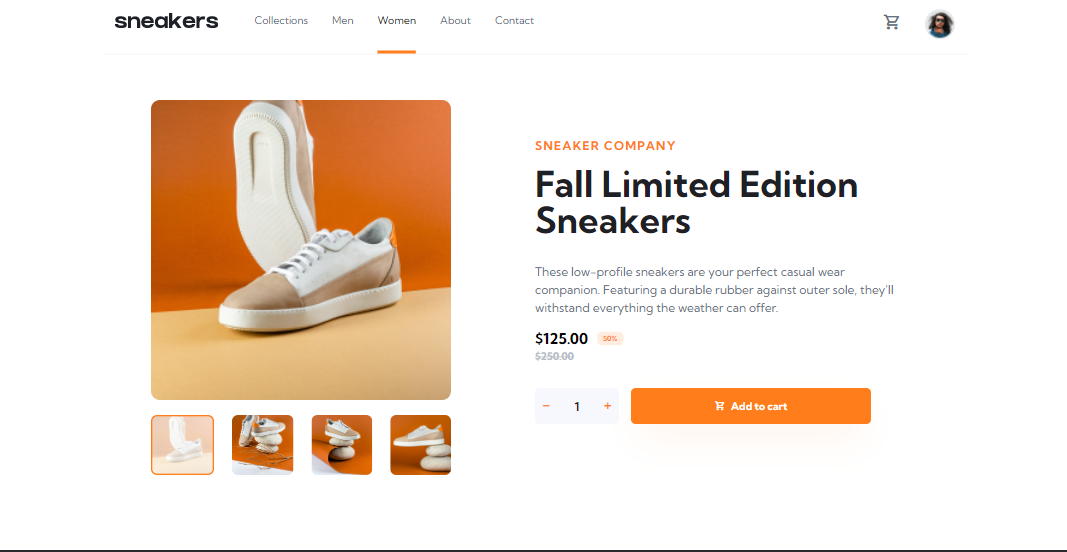 sneakers Collections Men Women About Contact
SNEAKER COMPANY
Fall Limited Edition
Sneakers
These low-profile sneakers are your perfect casual wear
companion. Featuring a durable rubber against outer sole, they'll
withstand everything the weather can offer.
$125.00 50%
$250.00
− 1 + Add to cart